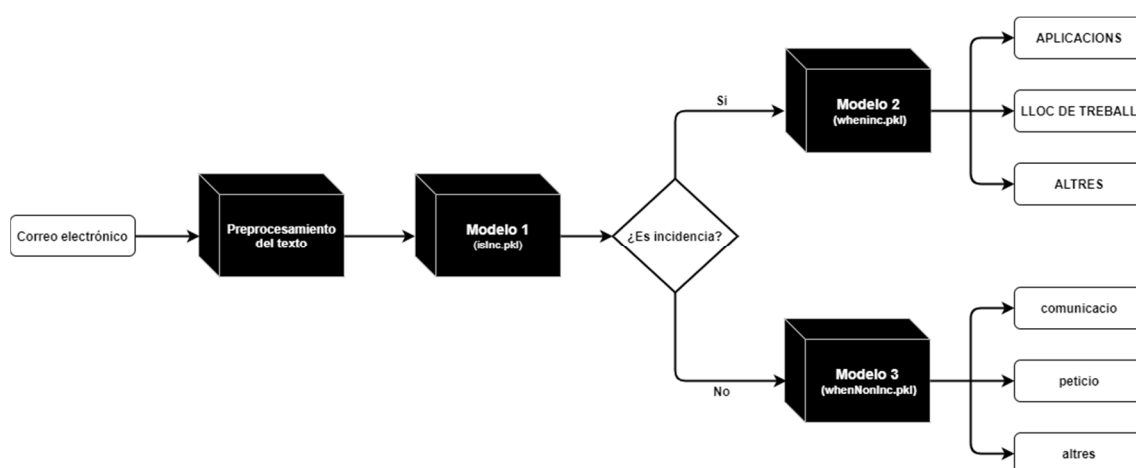 Correo electrónico
Preprocesamiento
del texto
Modelo 1
(isInc.pkl)
¿Es incidencia?
Si
Modelo 2
(wheninc.pkl)
APLICACIONS
LLOC DE TREBALL
ALTRES
No
Modelo 3
(whenNonInc.pkl)
comunicacio
peticio
altres